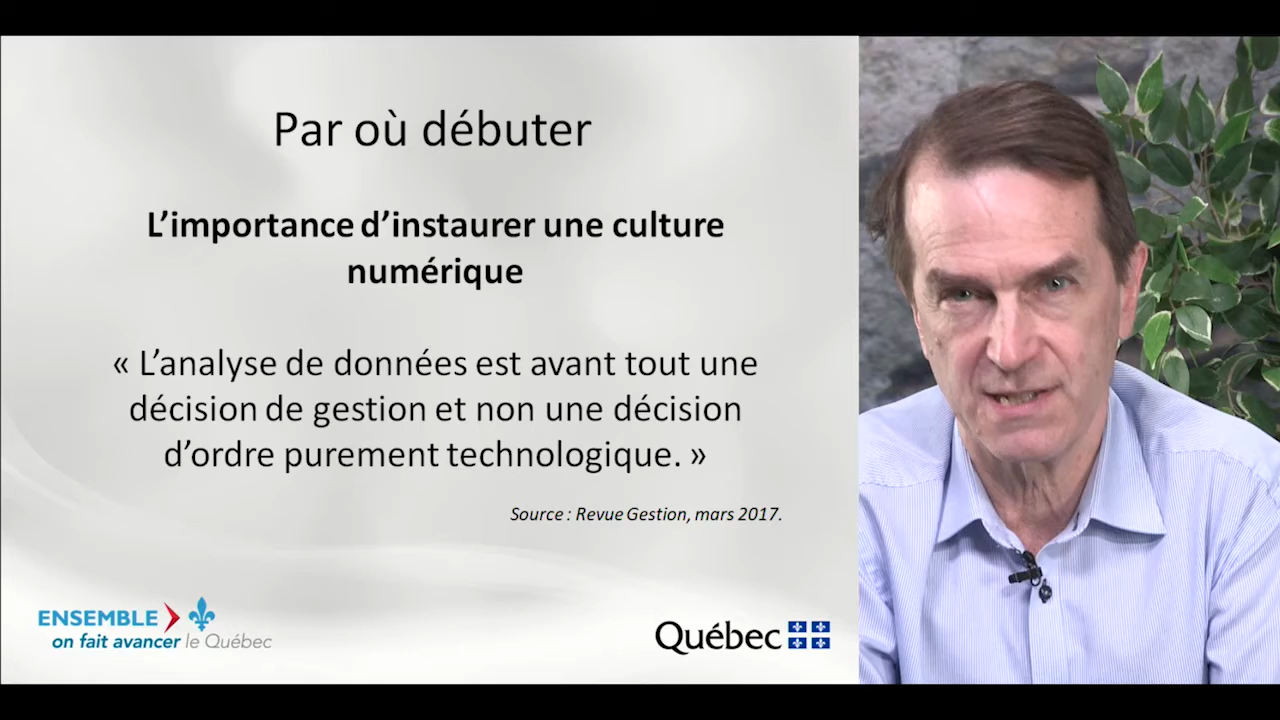 Par où débuter
L’importance d’instaurer une culture
numérique
« L’analyse de données est avant tout une
décision de gestion et non une décision
d’ordre purement technologique. »
Source : Revue Gestion, mars 2017.
ENSEMBLE
on fait avancer le Québec
Québec